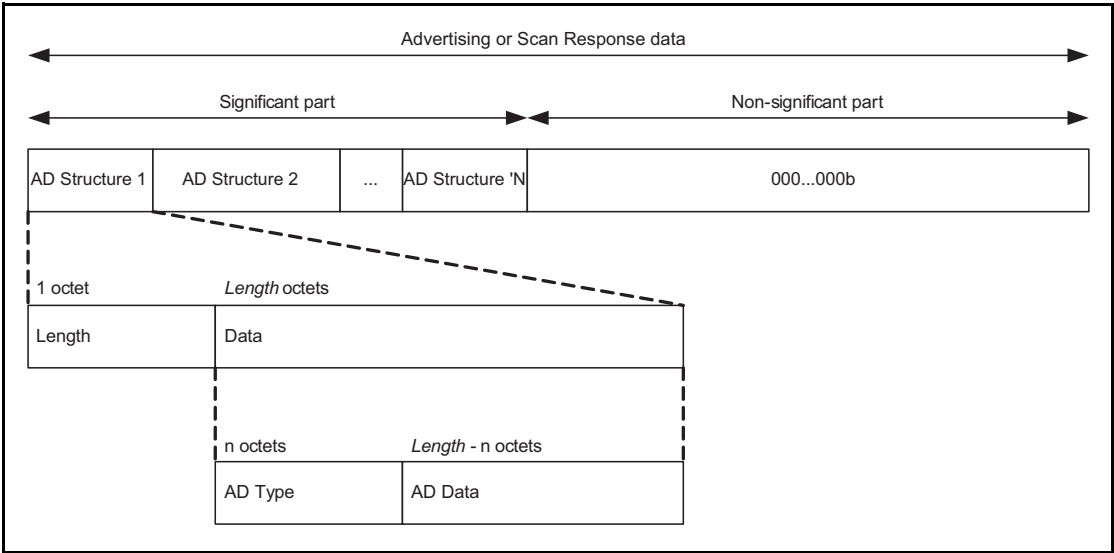 Advertising or Scan Response data
Significant part
Non-significant part
AD Structure 1
AD Structure 2
...
AD Structure 'N
000...000b
1 octet
Length octets
Length
Data
n octets
Length - n octets
AD Type
AD Data